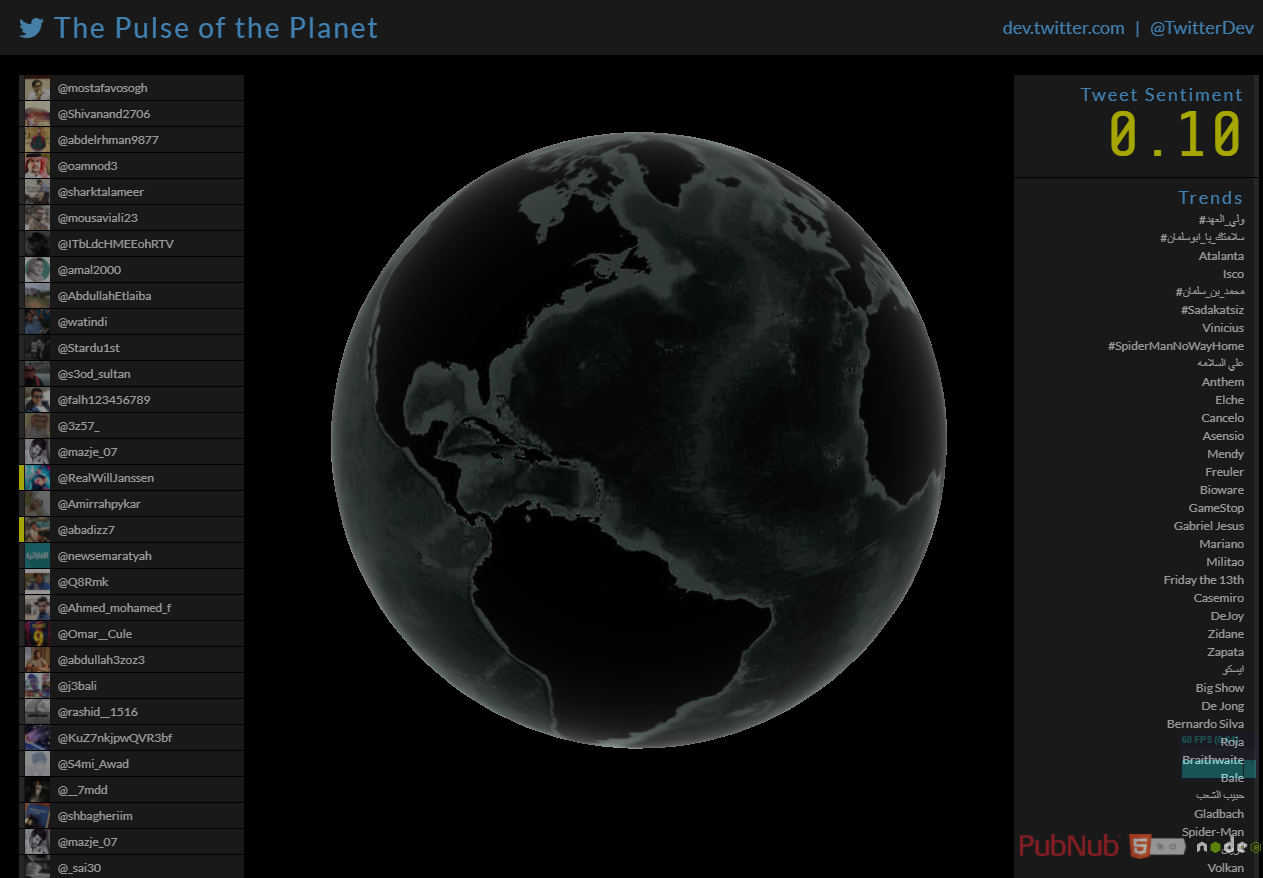 The Pulse of the Planet
dev.twitter.com | @TwitterDev
@mostafavosogh
@Shivanand2706
@abdelrhman9877
@oamnod3
@sharktalameer
@mousaviali23
@ITbLdcHMEEohRTV
@amal2000
@AbdullahEtlaiba
@watindi
@Stardu1st
@s3od_sultan
@falh123456789
@3z57_
@mazje_07
@RealWillJanssen
@Amirrahpykar
@abadizz7
@newsemaratyah
@Q8Rmk
@Ahmed_mohamed_f
@Omar__Cule
@abdullah3zoz3
@j3bali
@rashid__1516
@KuZ7nkjpwQVR3bf
@S4mi_Awad
@__7mdd
@shbagheriim
@mazje_07
@_sai30
Tweet Sentiment
0.10
Trends
#ولي_العهد
#سلامتك_يا_ابوسلمان
Atalanta
Isco
#محمد_بن_سلمان
#Sadakatsiz
Vinicius
#SpiderManNoWayHome
علي السلامه
Anthem
Elche
Cancelo
Asensio
Mendy
Freuler
Bioware
GameStop
Gabriel Jesus
Mariano
Militao
Friday the 13th
Casemiro
DeJoy
Zidane
Zapata
ايسكو
Big Show
De Jong
Bernardo Silva
60 FPS
Roja
Braithwaite
Bale
حبيب الشعب
Gladbach
Spider-Man
Volkan
PubNub
5
node